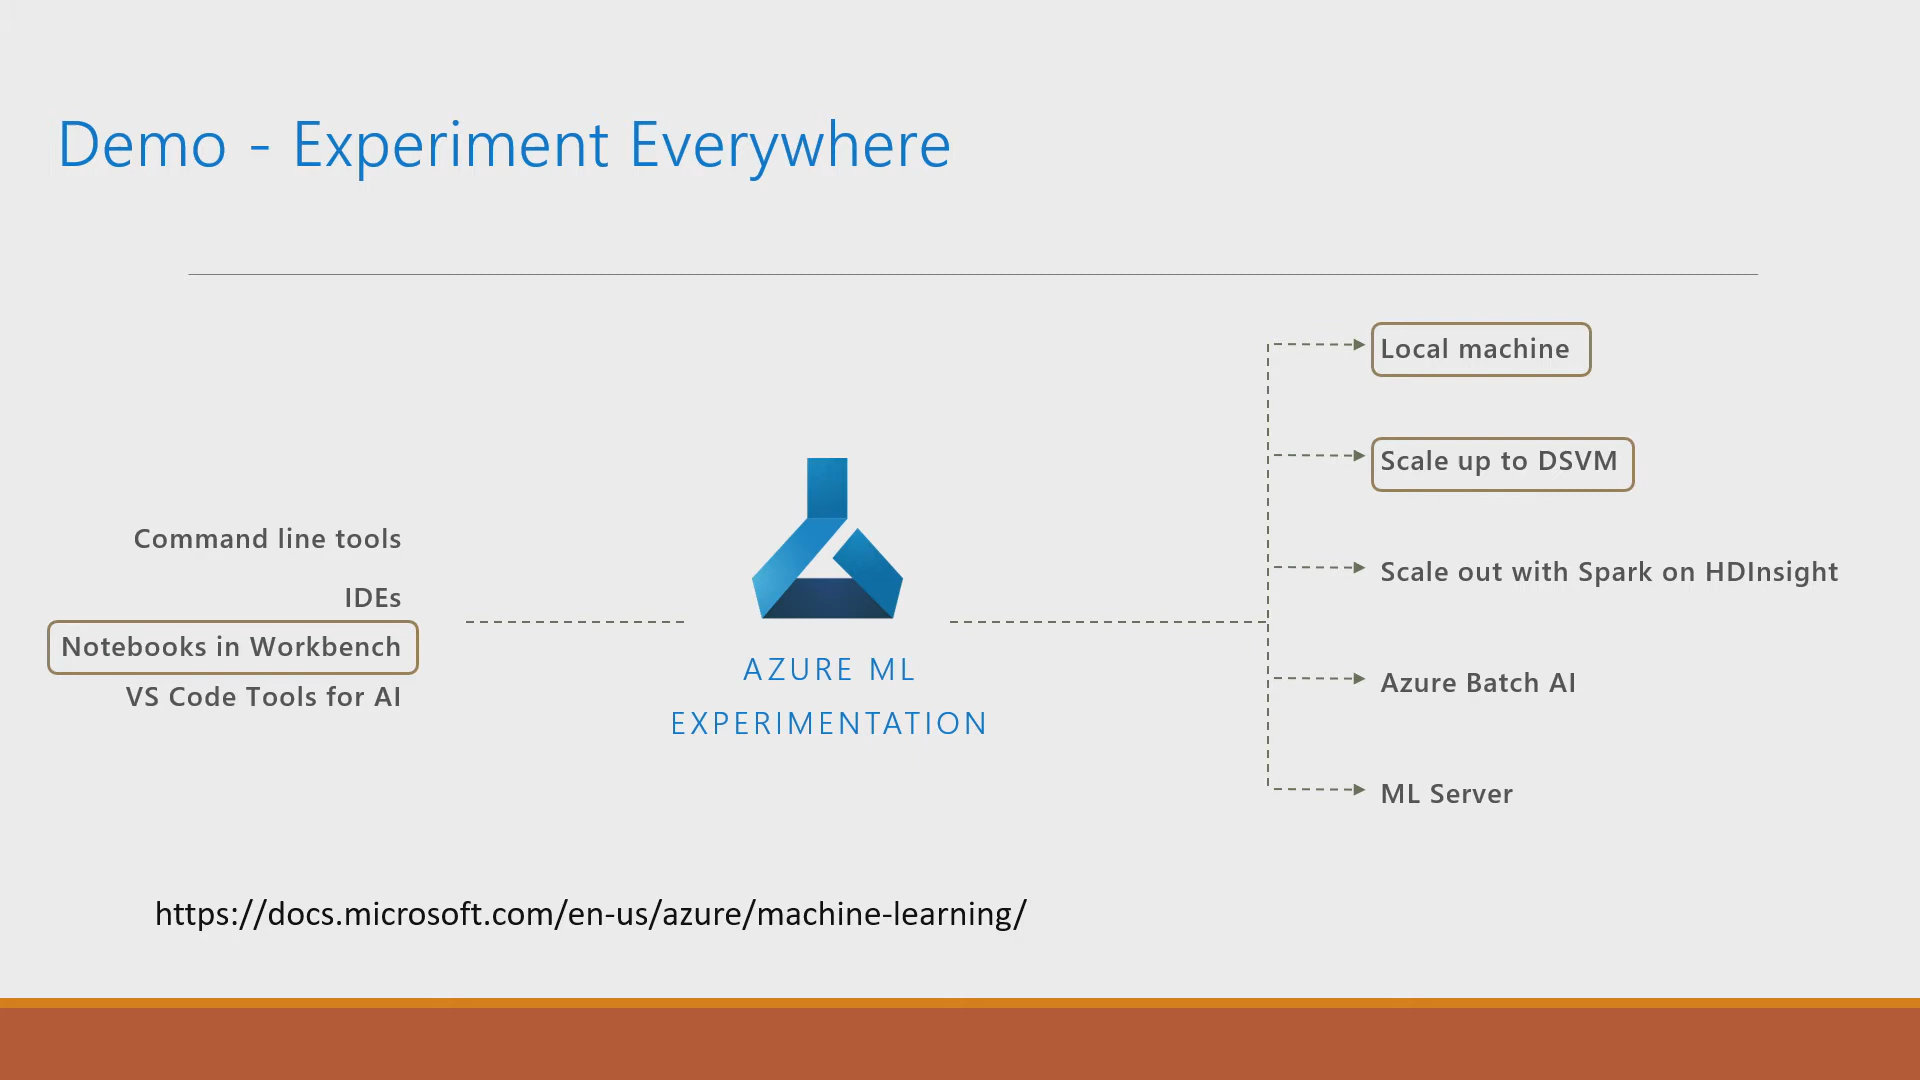 Demo - Experiment Everywhere
Command line tools
IDEs
Notebooks in Workbench
VS Code Tools for AI
AZURE ML
EXPERIMENTATION
Local machine
Scale up to DSVM
Scale out with Spark on HDInsight
Azure Batch AI
ML Server
https://docs.microsoft.com/en-us/azure/machine-learning/